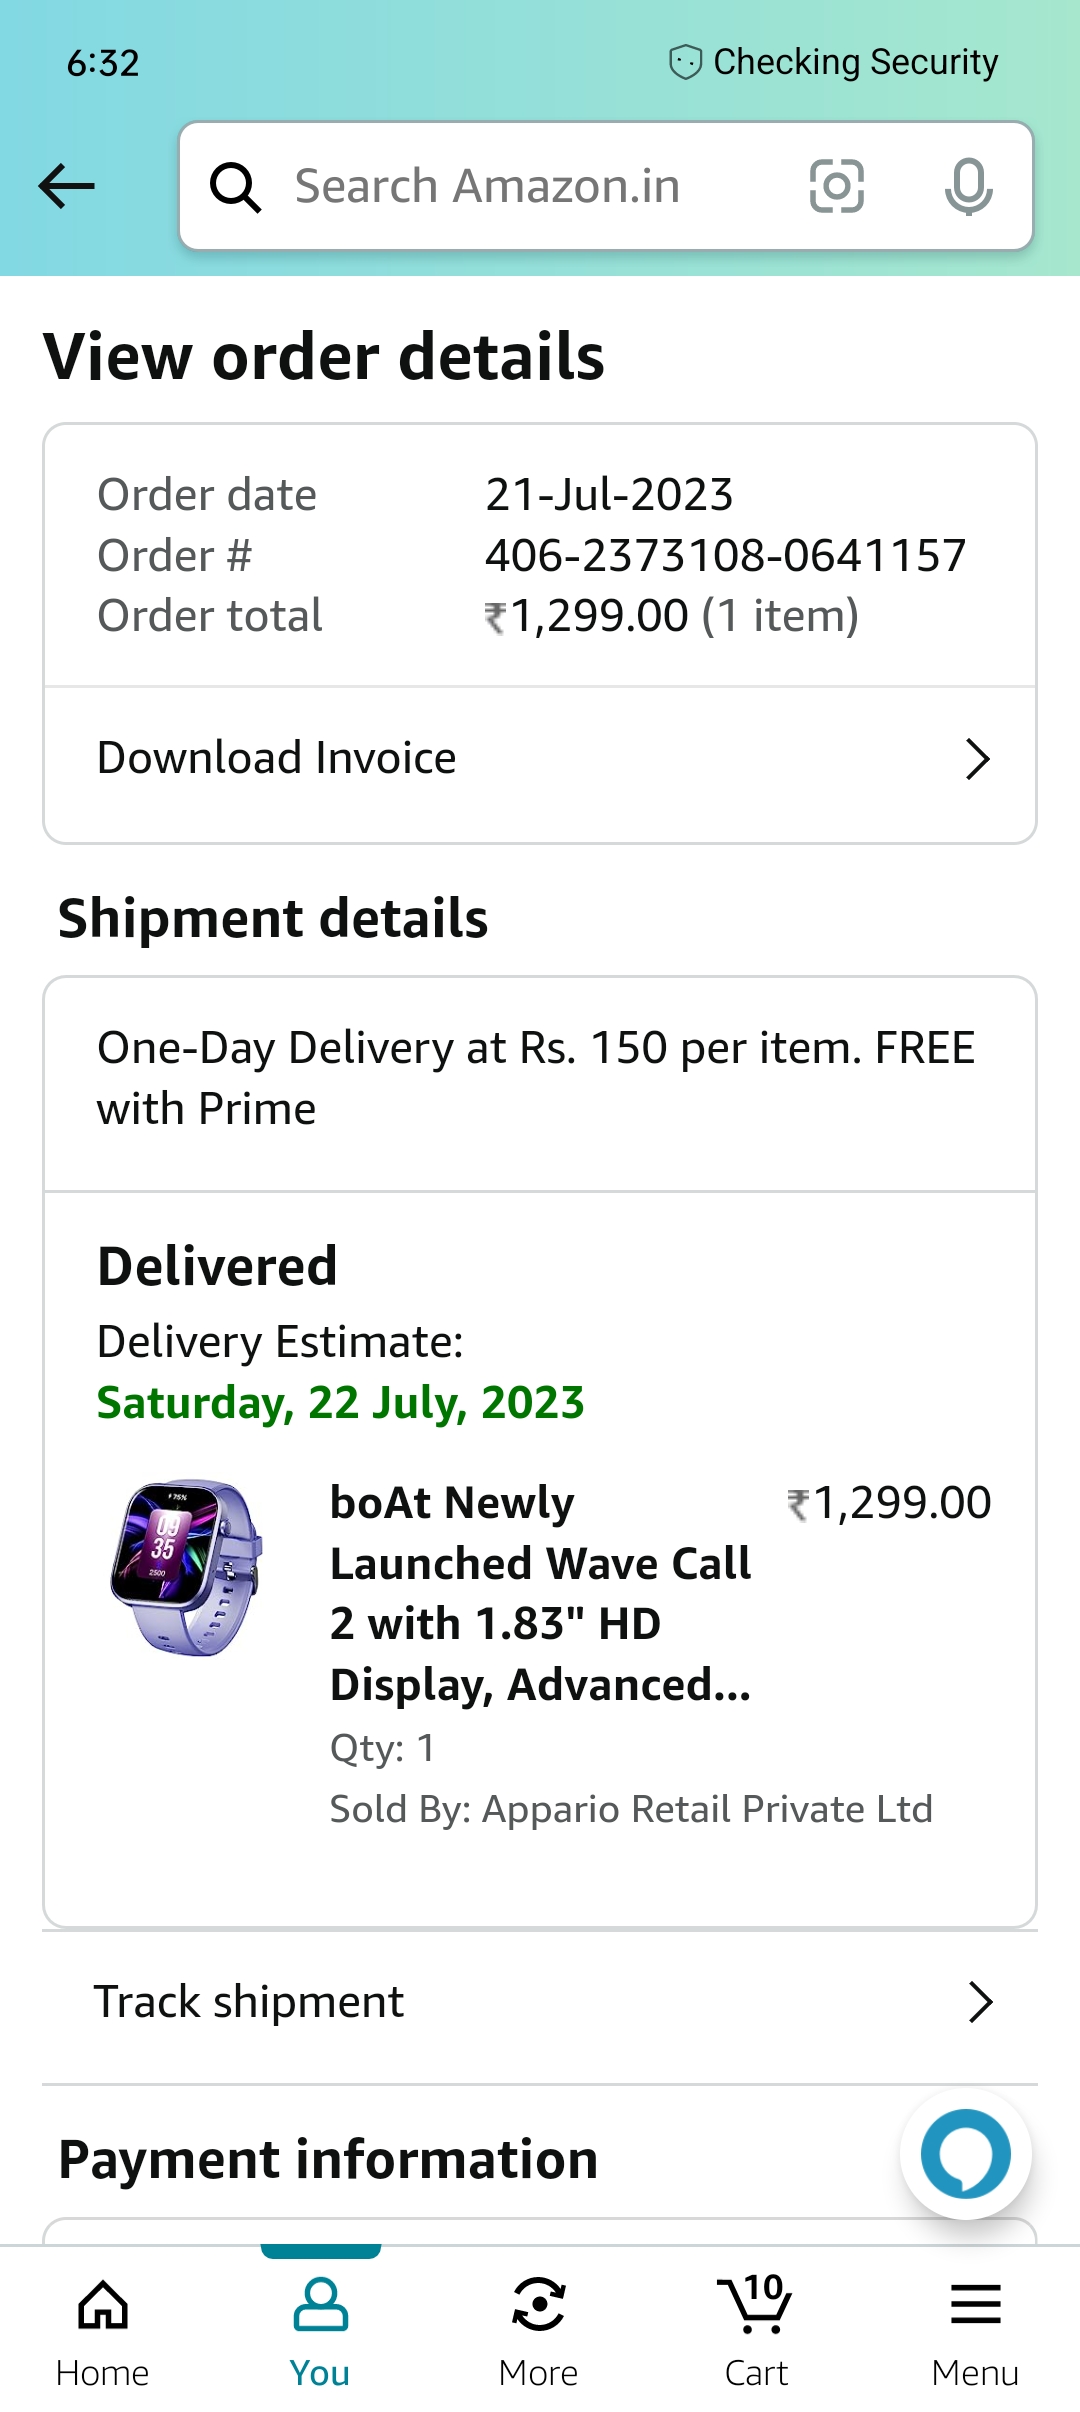 6:32 Checking Security
Search Amazon.in
View order details
Order date 21-Jul-2023
Order # 406-2373108-0641157
Order total ₹1,299.00 (1 item)
Download Invoice
Shipment details
One-Day Delivery at Rs. 150 per item. FREE
with Prime
Delivered
Delivery Estimate:
Saturday, 22 July, 2023
75%
09
35
2500
boAt Newly ₹1,299.00
Launched Wave Call
2 with 1.83" HD
Display, Advanced...
Qty: 1
Sold By: Appario Retail Private Ltd
Track shipment
Payment information
10
Home You More Cart Menu